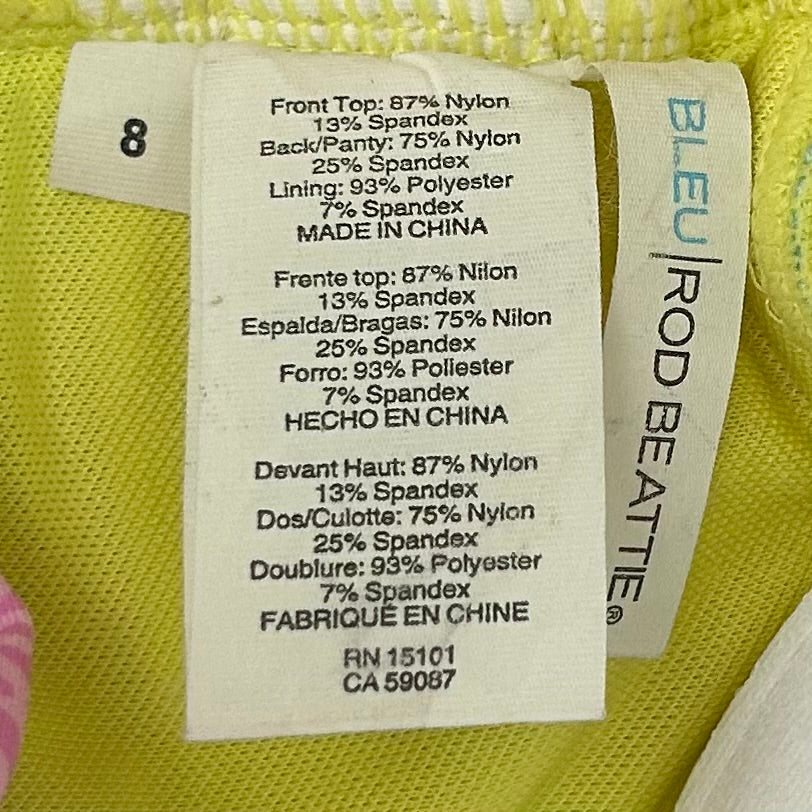 8
Front Top: 87% Nylon
13% Spandex
Back/Panty: 75% Nylon
25% Spandex
Lining: 93% Polyester
7% Spandex
MADE IN CHINA
Frente top: 87% Nilon
13% Spandex
Espalda/Bragas: 75% Nilon
25% Spandex
Forro: 93% Poliester
7% Spandex
HECHO EN CHINA
Devant Haut: 87% Nylon
13% Spandex
Dos/Culotte: 75% Nylon
25% Spandex
Doublure: 93% Polyester
7% Spandex
FABRIQUÉ EN CHINE
RN 15101
CA 59087
BLEU|ROD BEATTIE®